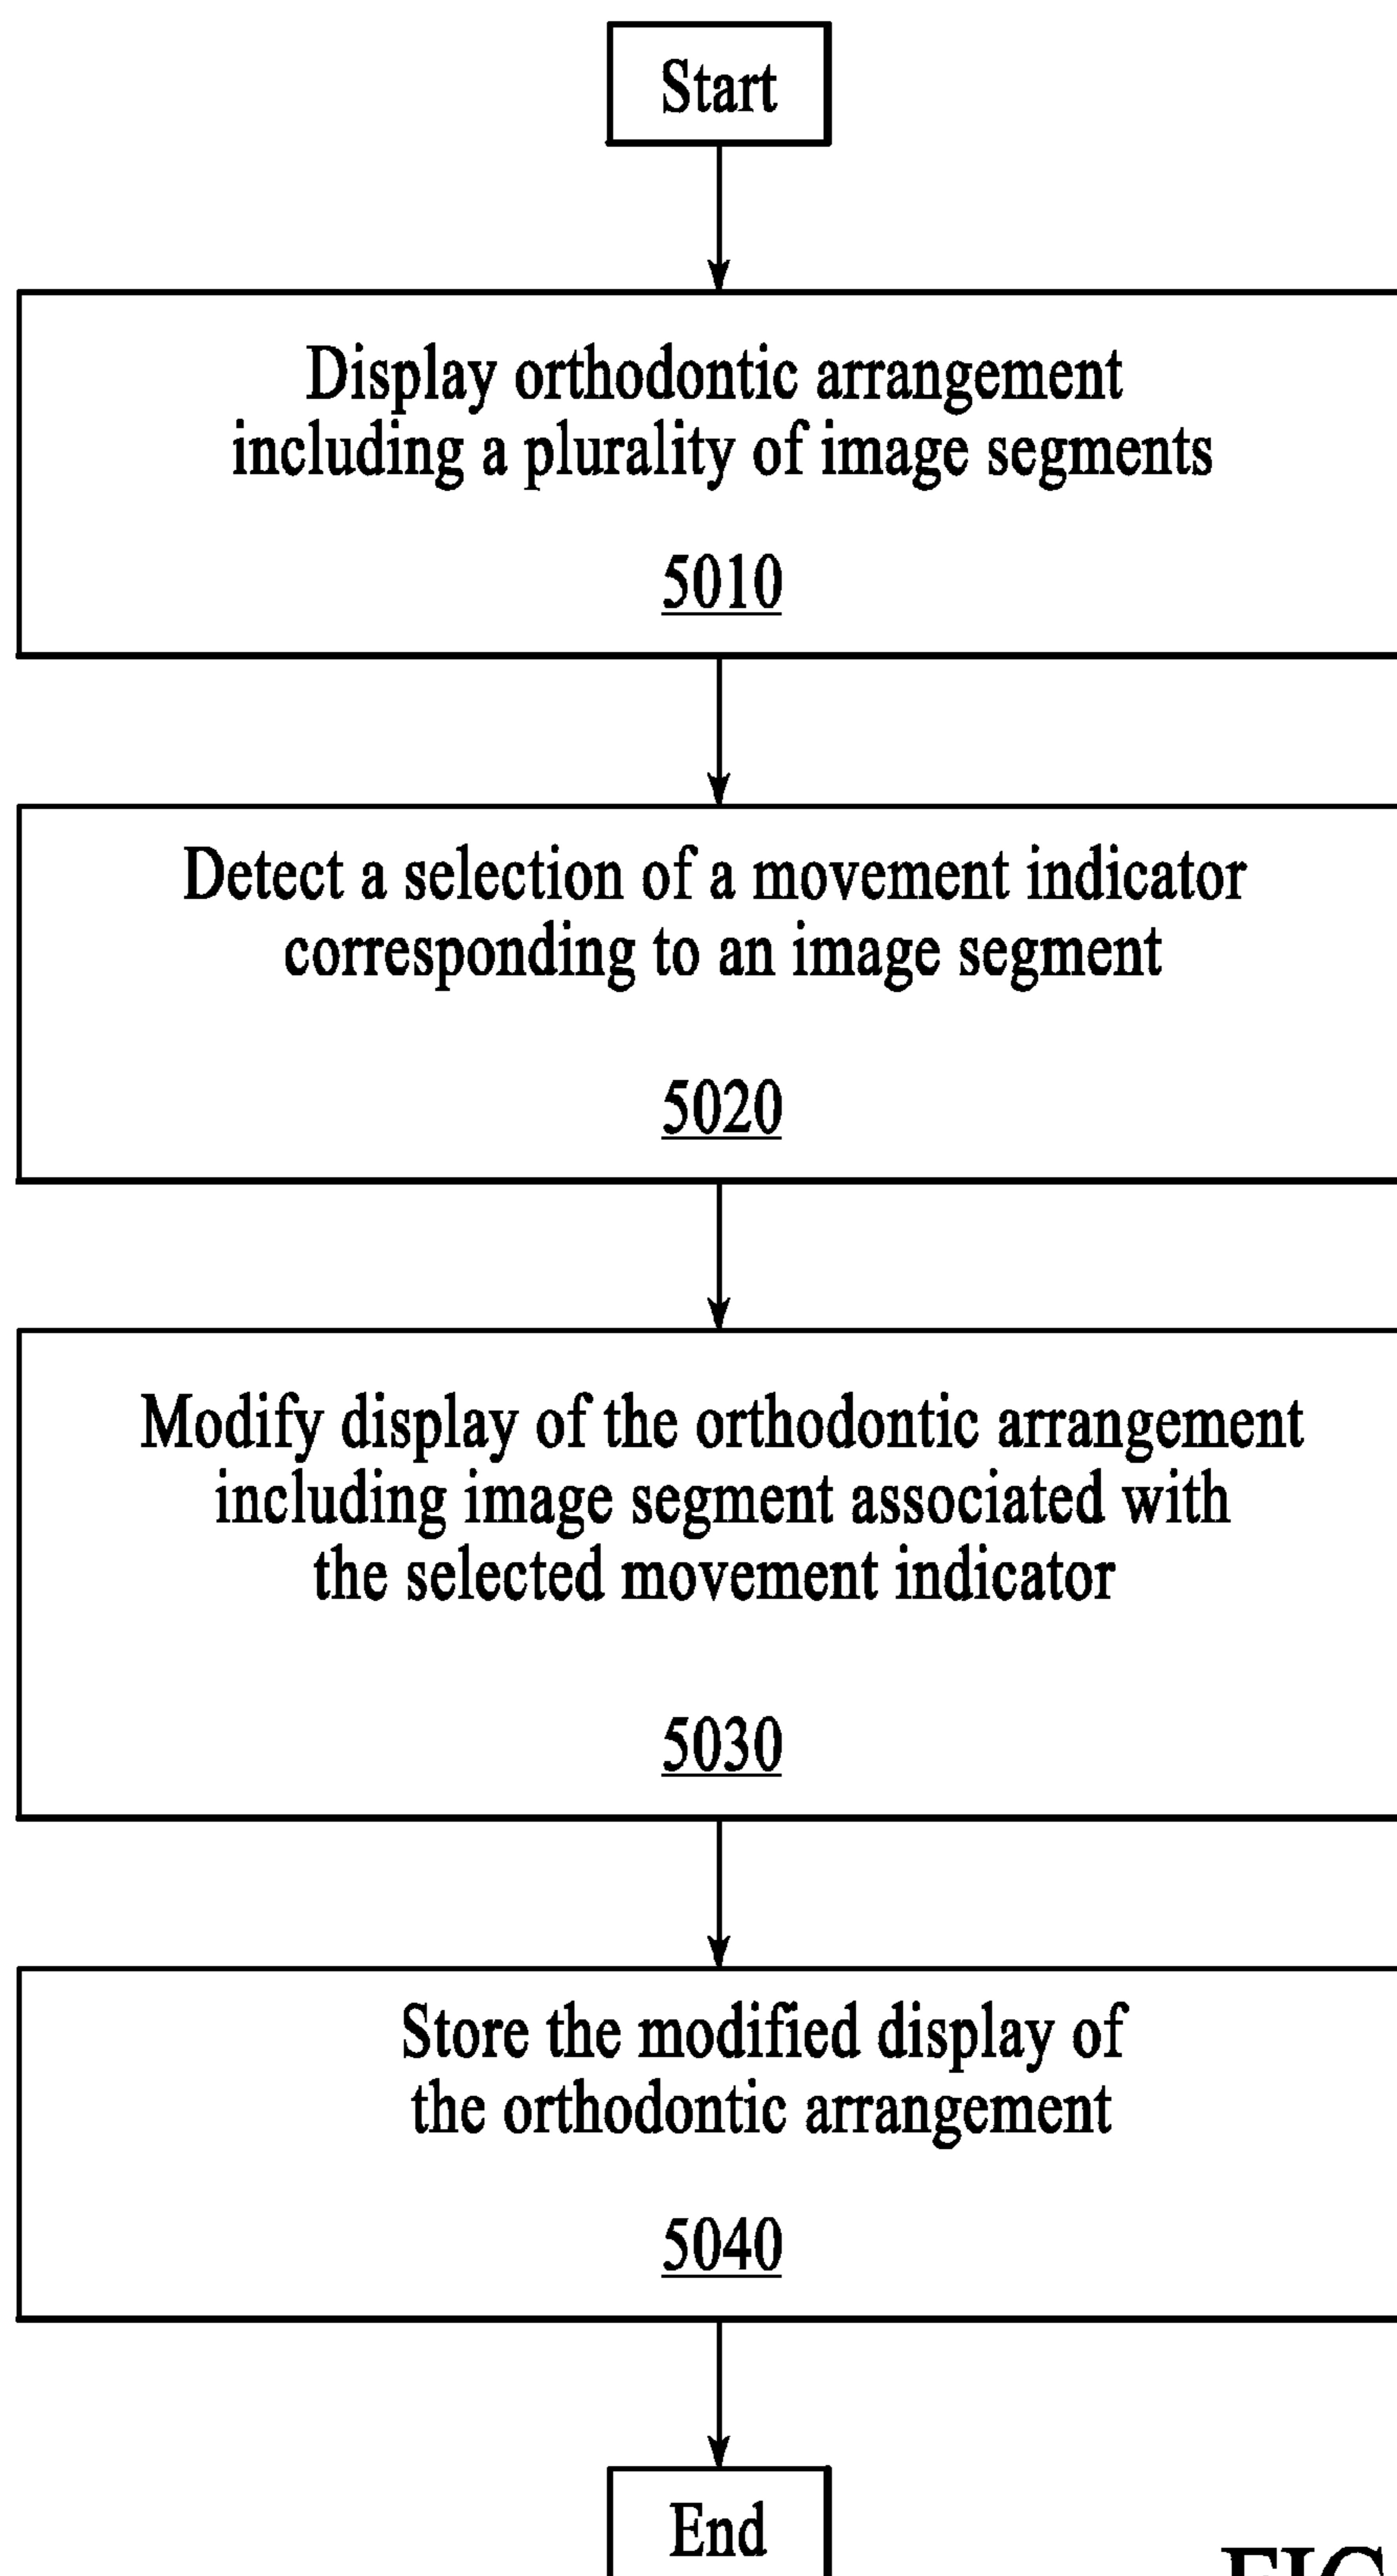 Start
Display orthodontic arrangement
including a plurality of image segments
5010
Detect a selection of a movement indicator
corresponding to an image segment
5020
Modify display of the orthodontic arrangement
including image segment associated with
the selected movement indicator
5030
Store the modified display of
the orthodontic arrangement
5040
End
FIG